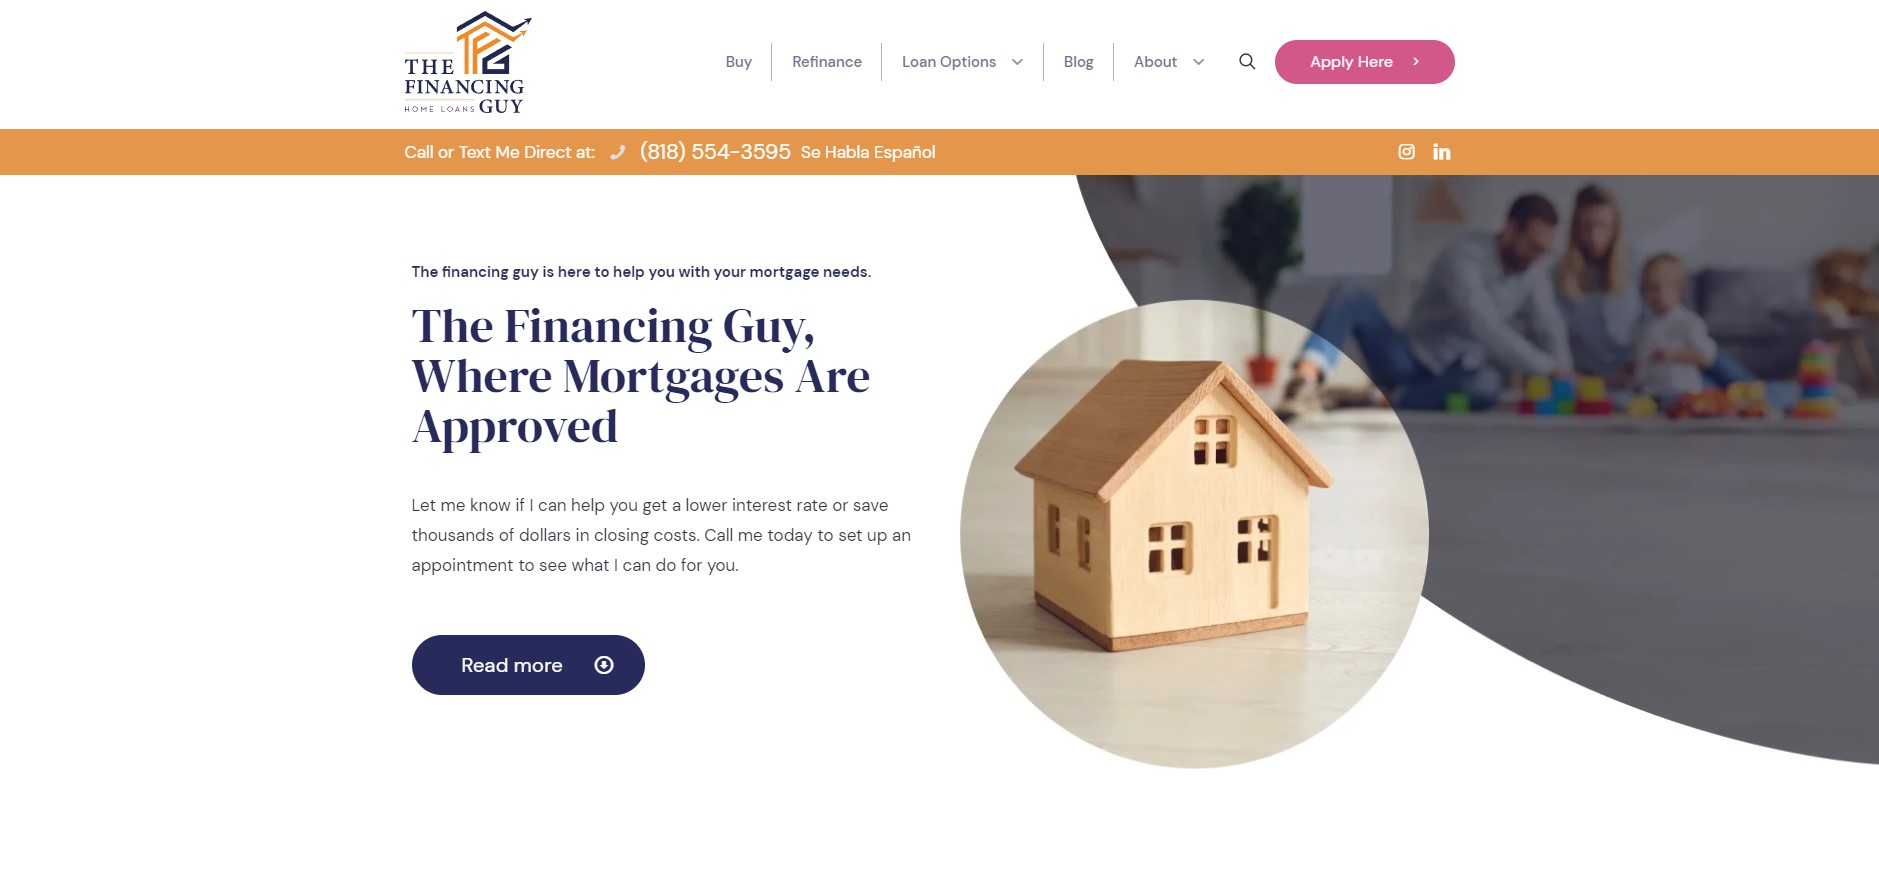 THE
FINANCING
HOME LOANS GUY
Buy
Refinance
Loan Options
Blog
About
Apply Here
Call or Text Me Direct at: (818) 554-3595 Se Habla Español
The financing guy is here to help you with your mortgage needs.
The Financing Guy,
Where Mortgages Are
Approved
Let me know if I can help you get a lower interest rate or save
thousands of dollars in closing costs. Call me today to set up an
appointment to see what I can do for you.
Read more